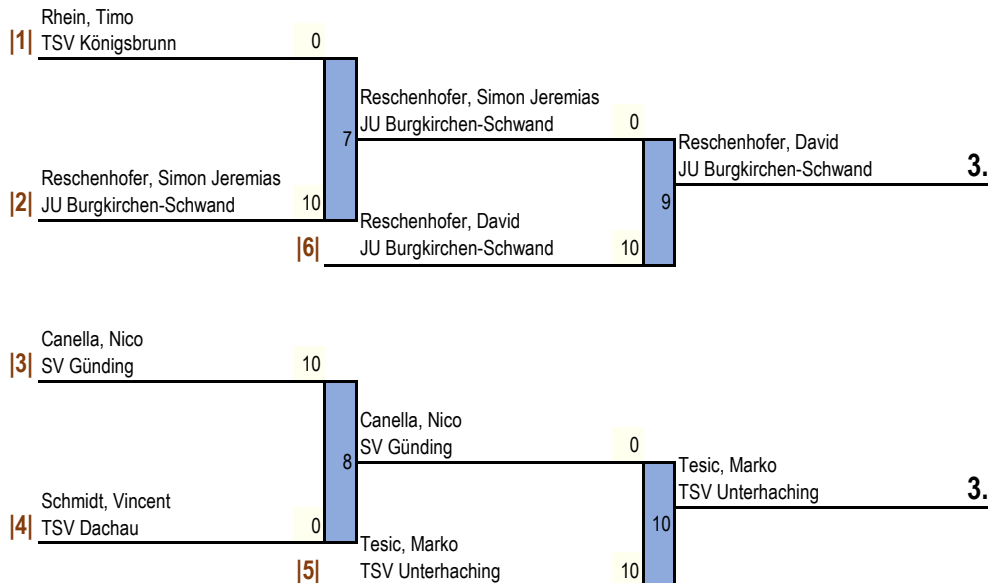 Rhein, Timo
|1| TSV Königsbrunn 0
Reschenhofer, Simon Jeremias
7 JU Burgkirchen-Schwand 0
Reschenhofer, David
JU Burgkirchen-Schwand 3.
Reschenhofer, Simon Jeremias
|2| JU Burgkirchen-Schwand 10
9
Reschenhofer, David
|6| JU Burgkirchen-Schwand 10
Canella, Nico
|3| SV Günding 10
Canella, Nico
8 SV Günding 0
Tesic, Marko
TSV Unterhaching 3.
Schmidt, Vincent
|4| TSV Dachau 0
10
Tesic, Marko
|5| TSV Unterhaching 10